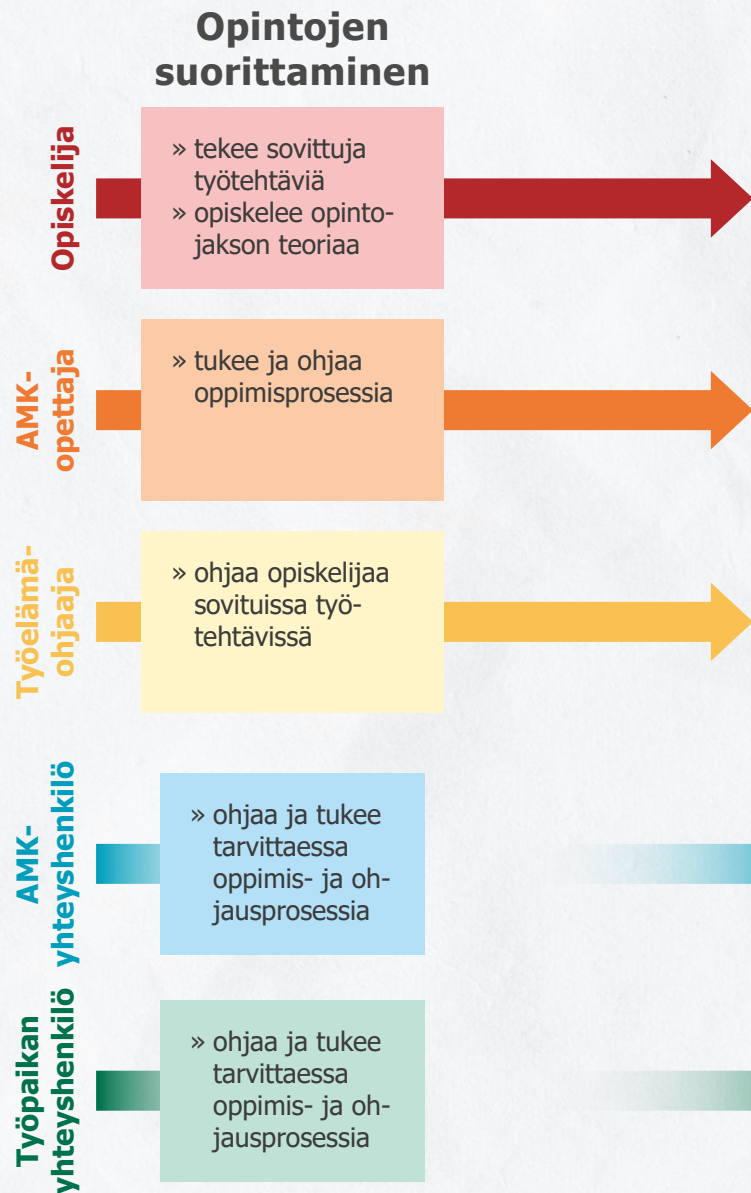 Opintojen
suorittaminen
Opiskelija
» tekee sovittuja
työtehtäviä
» opiskelee opinto-
jakson teoriaa
AMK-
opettaja
» tukee ja ohjaa
oppimisprosessia
Työelämä-
ohjaaja
» ohjaa opiskelijaa
sovituissa työ-
tehtävissä
AMK-
yhteyshenkilö
» ohjaa ja tukee
tarvittaessa
oppimis- ja oh-
jausprosessia
Työpaikan
yhteyshenkilö
» ohjaa ja tukee
tarvittaessa
oppimis- ja oh-
jausprosessia